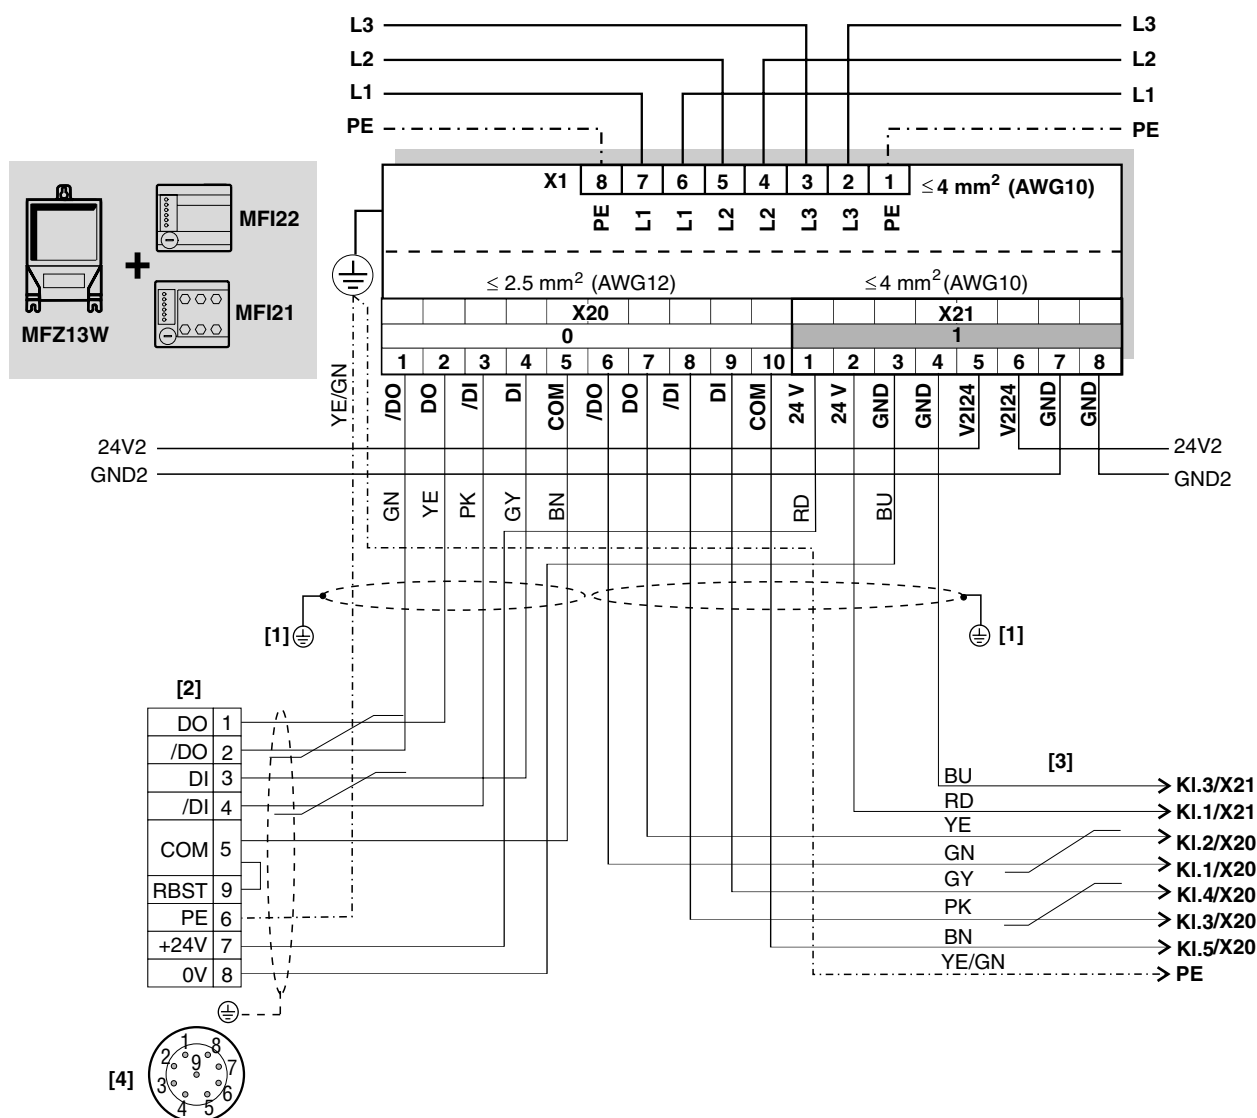 L3 L3
L2 L2
L1 L1
PE PE
X1 8 7 6 5 4 3 2 1 ≤ 4 mm² (AWG10)
PE L1 L1 L2 L2 L3 L3 PE
MFI22
+
MFI21
MFZ13W
≤ 2.5 mm² (AWG12) ≤ 4 mm² (AWG10)
X20 X21
0 1
1 2 3 4 5 6 7 8 9 10 1 2 3 4 5 6 7 8
/DO DO /DI DI COM /DO DO /DI DI COM 24 V 24 V GND GND V2I24 V2I24 GND GND
YE/GN
24V2 24V2
GND2 GND2
GN YE PK GY BN RD BU
[1] [1]
[2]
DO 1
/DO 2
DI 3
/DI 4
COM 5
RBST 9
PE 6
+24V 7
0V 8
[3]
BU KI.3/X21
RD KI.1/X21
YE KI.2/X20
GN KI.1/X20
GY KI.4/X20
PK KI.3/X20
BN KI.5/X20
YE/GN PE
[4]
1 8
2 9 7
3 6
4 5